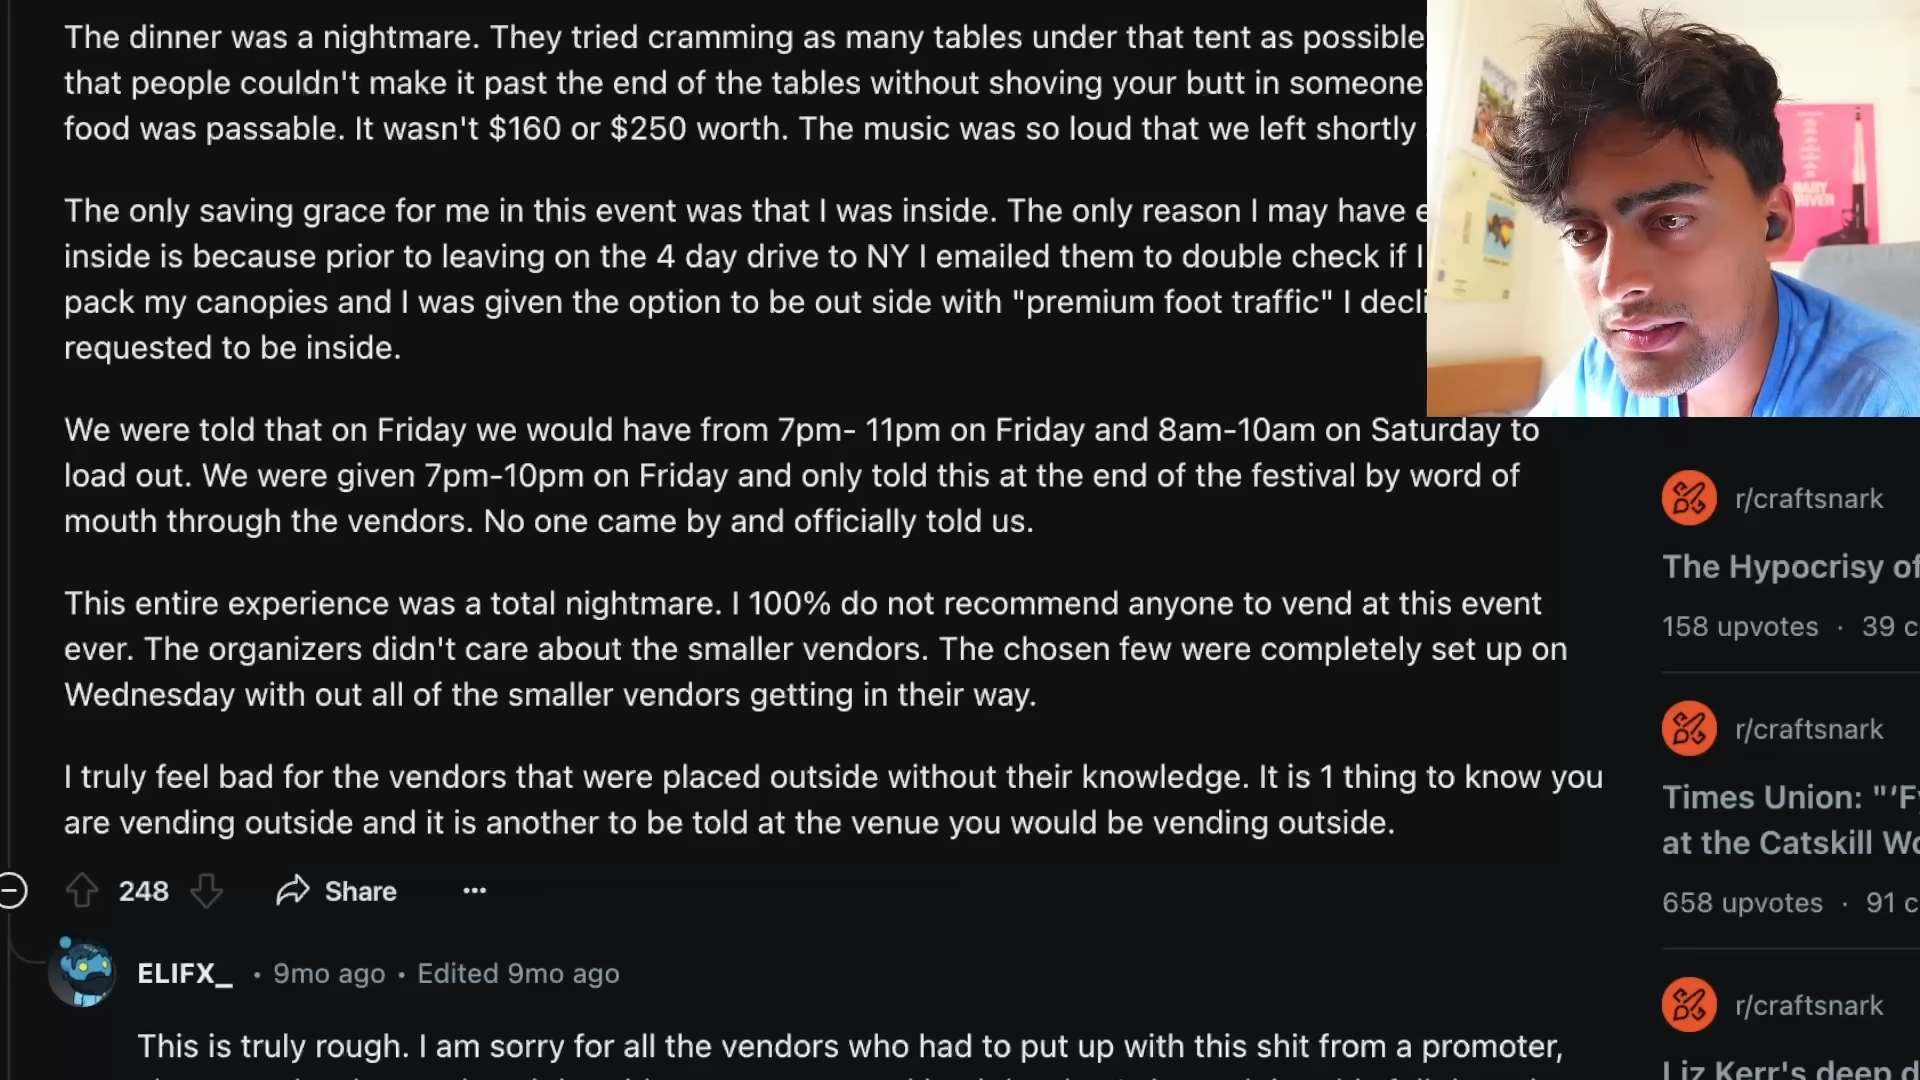 The dinner was a nightmare. They tried cramming as many tables under that tent as possible
that people couldn't make it past the end of the tables without shoving your butt in someone
food was passable. It wasn't $160 or $250 worth. The music was so loud that we left shortly
The only saving grace for me in this event was that I was inside. The only reason I may have
inside is because prior to leaving on the 4 day drive to NY I emailed them to double check if I
pack my canopies and I was given the option to be out side with "premium foot traffic" I decli
requested to be inside.
We were told that on Friday we would have from 7pm- 11pm on Friday and 8am-10am on Saturday to
load out. We were given 7pm-10pm on Friday and only told this at the end of the festival by word of
mouth through the vendors. No one came by and officially told us.
This entire experience was a total nightmare. I 100% do not recommend anyone to vend at this event
ever. The organizers didn't care about the smaller vendors. The chosen few were completely set up on
Wednesday with out all of the smaller vendors getting in their way.
I truly feel bad for the vendors that were placed outside without their knowledge. It is 1 thing to know you
are vending outside and it is another to be told at the venue you would be vending outside.
248 Share ...
ELIFX_ · 9mo ago · Edited 9mo ago
This is truly rough. I am sorry for all the vendors who had to put up with this shit from a promoter,
r/craftsnark
The Hypocrisy of
158 upvotes · 39 c
r/craftsnark
Times Union: "'F
at the Catskill Wo
658 upvotes · 91 c
r/craftsnark
Liz Kerr's deep d
BABY
DRIVER